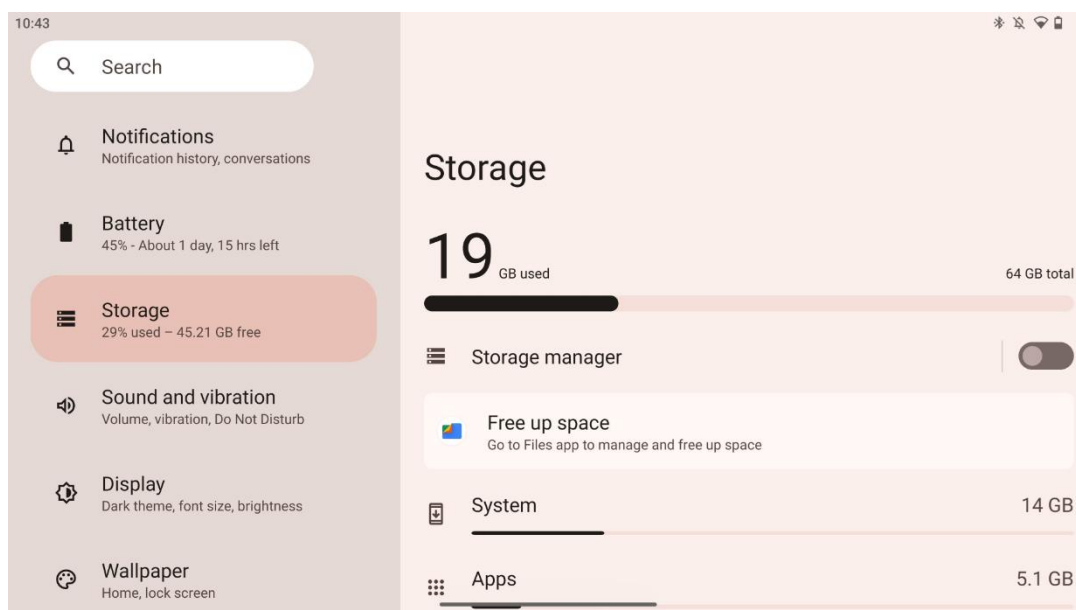 10:43
Search
Notifications
Notification history, conversations
Battery
45% - About 1 day, 15 hrs left
Storage
29% used – 45.21 GB free
Sound and vibration
Volume, vibration, Do Not Disturb
Display
Dark theme, font size, brightness
Wallpaper
Home, lock screen
Storage
19 GB used
64 GB total
Storage manager
Free up space
Go to Files app to manage and free up space
System 14 GB
Apps 5.1 GB